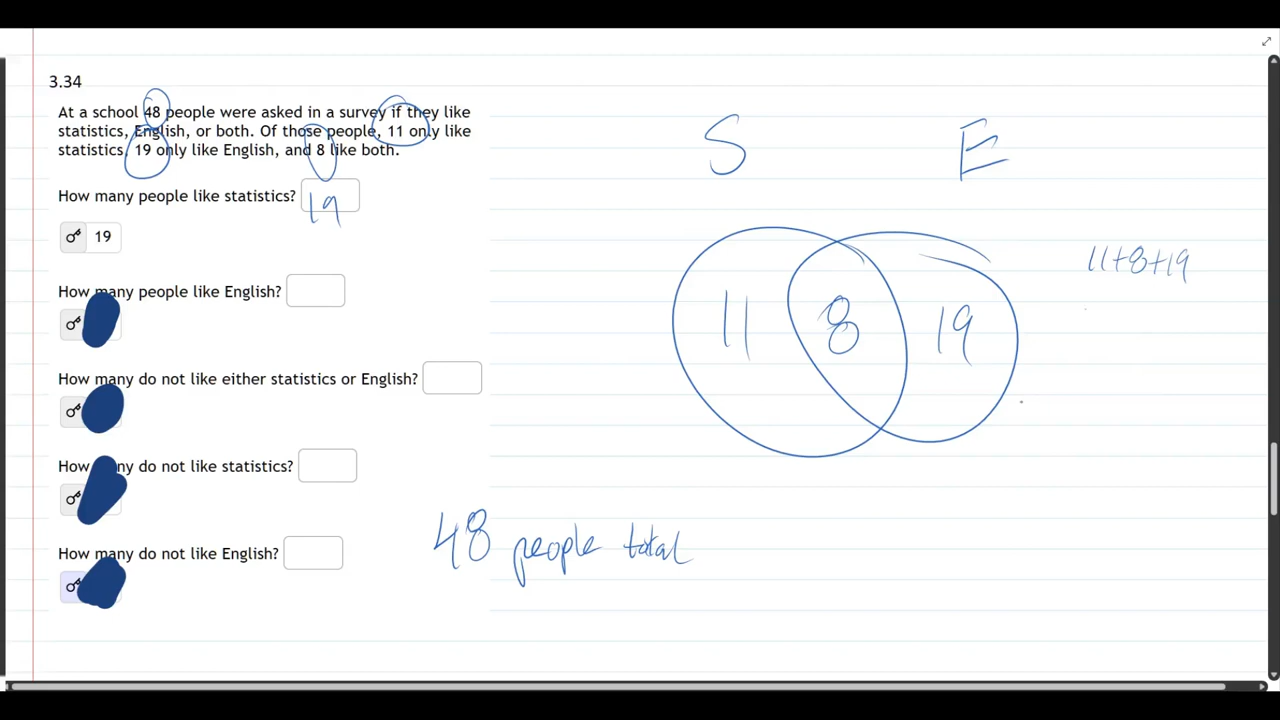 3.34
At a school 48 people were asked in a survey if they like
statistics, English, or both. Of those people, 11 only like
statistics, 19 only like English, and 8 like both.
How many people like statistics? 19
19
How many people like English?
How many do not like either statistics or English?
How many do not like statistics?
How many do not like English?
48 people total
S E
11 8 19
11+8+19